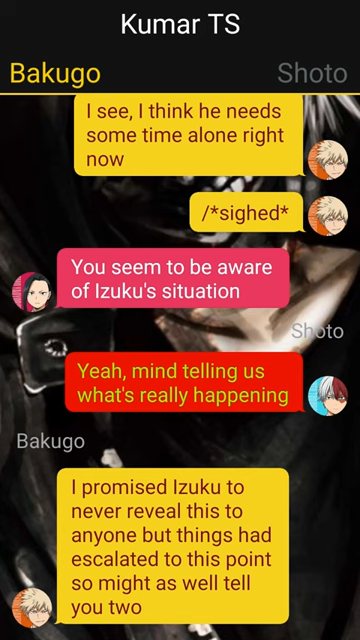 Kumar TS
Bakugo
Shoto
I see, I think he needs
some time alone right
now
/*sighed*
You seem to be aware
of Izuku's situation
Shoto
Yeah, mind telling us
what's really happening
Bakugo
I promised Izuku to
never reveal this to
anyone but things had
escalated to this point
so might as well tell
you two